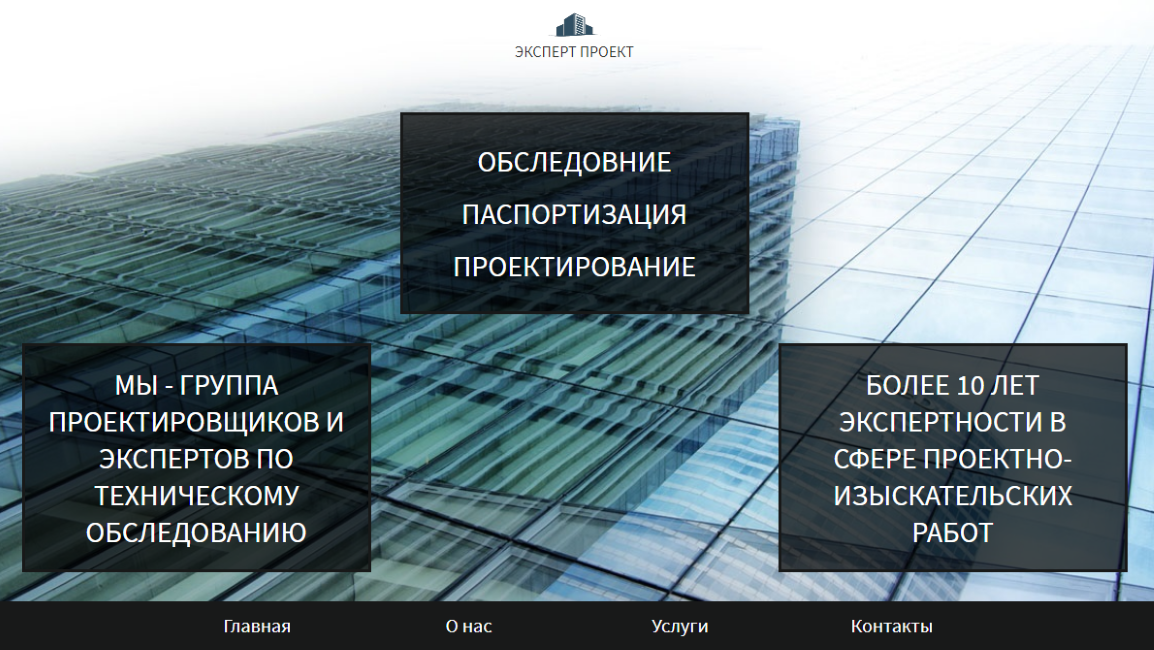 ЭКСПЕРТ ПРОЕКТ
ОБСЛЕДОВНИЕ
ПАСПОРТИЗАЦИЯ
ПРОЕКТИРОВАНИЕ
МЫ - ГРУППА
ПРОЕКТИРОВЩИКОВ И
ЭКСПЕРТОВ ПО
ТЕХНИЧЕСКОМУ
ОБСЛЕДОВАНИЮ
БОЛЕЕ 10 ЛЕТ
ЭКСПЕРТНОСТИ В
СФЕРЕ ПРОЕКТНО-
ИЗЫСКАТЕЛЬСКИХ
РАБОТ
Главная
О нас
Услуги
Контакты